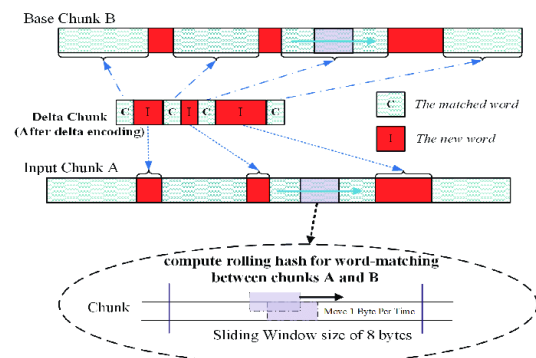 Base Chunk B
Delta Chunk
(After delta encoding)
C I C I C I C
C The matched word
I The new word
Input Chunk A
compute rolling hash for word-matching
between chunks A and B
Chunk
Move 1 Byte Per Time
Sliding Window size of 8 bytes